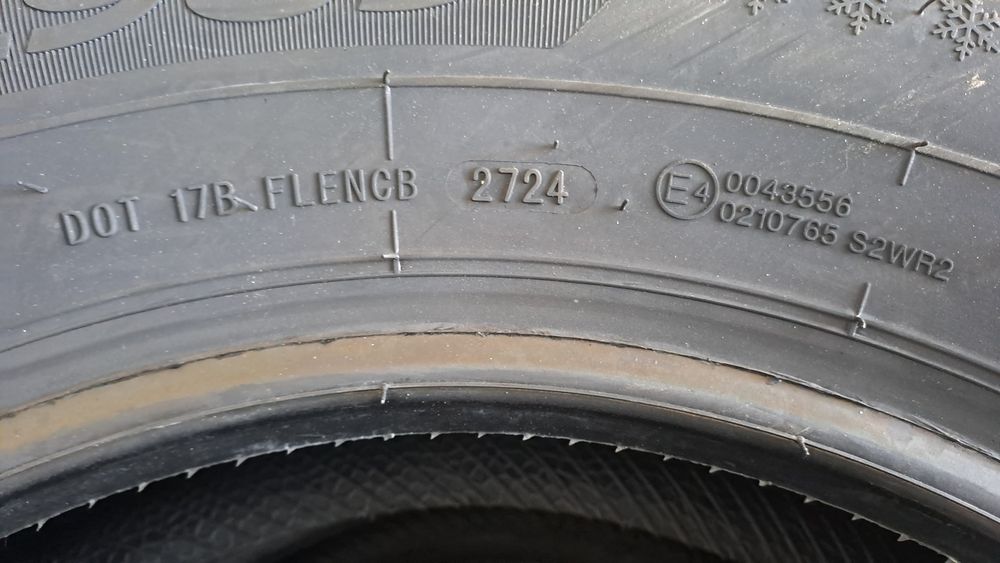 DOT 17B FLENCB 2724
E4 0043556
0210765 S2WR2